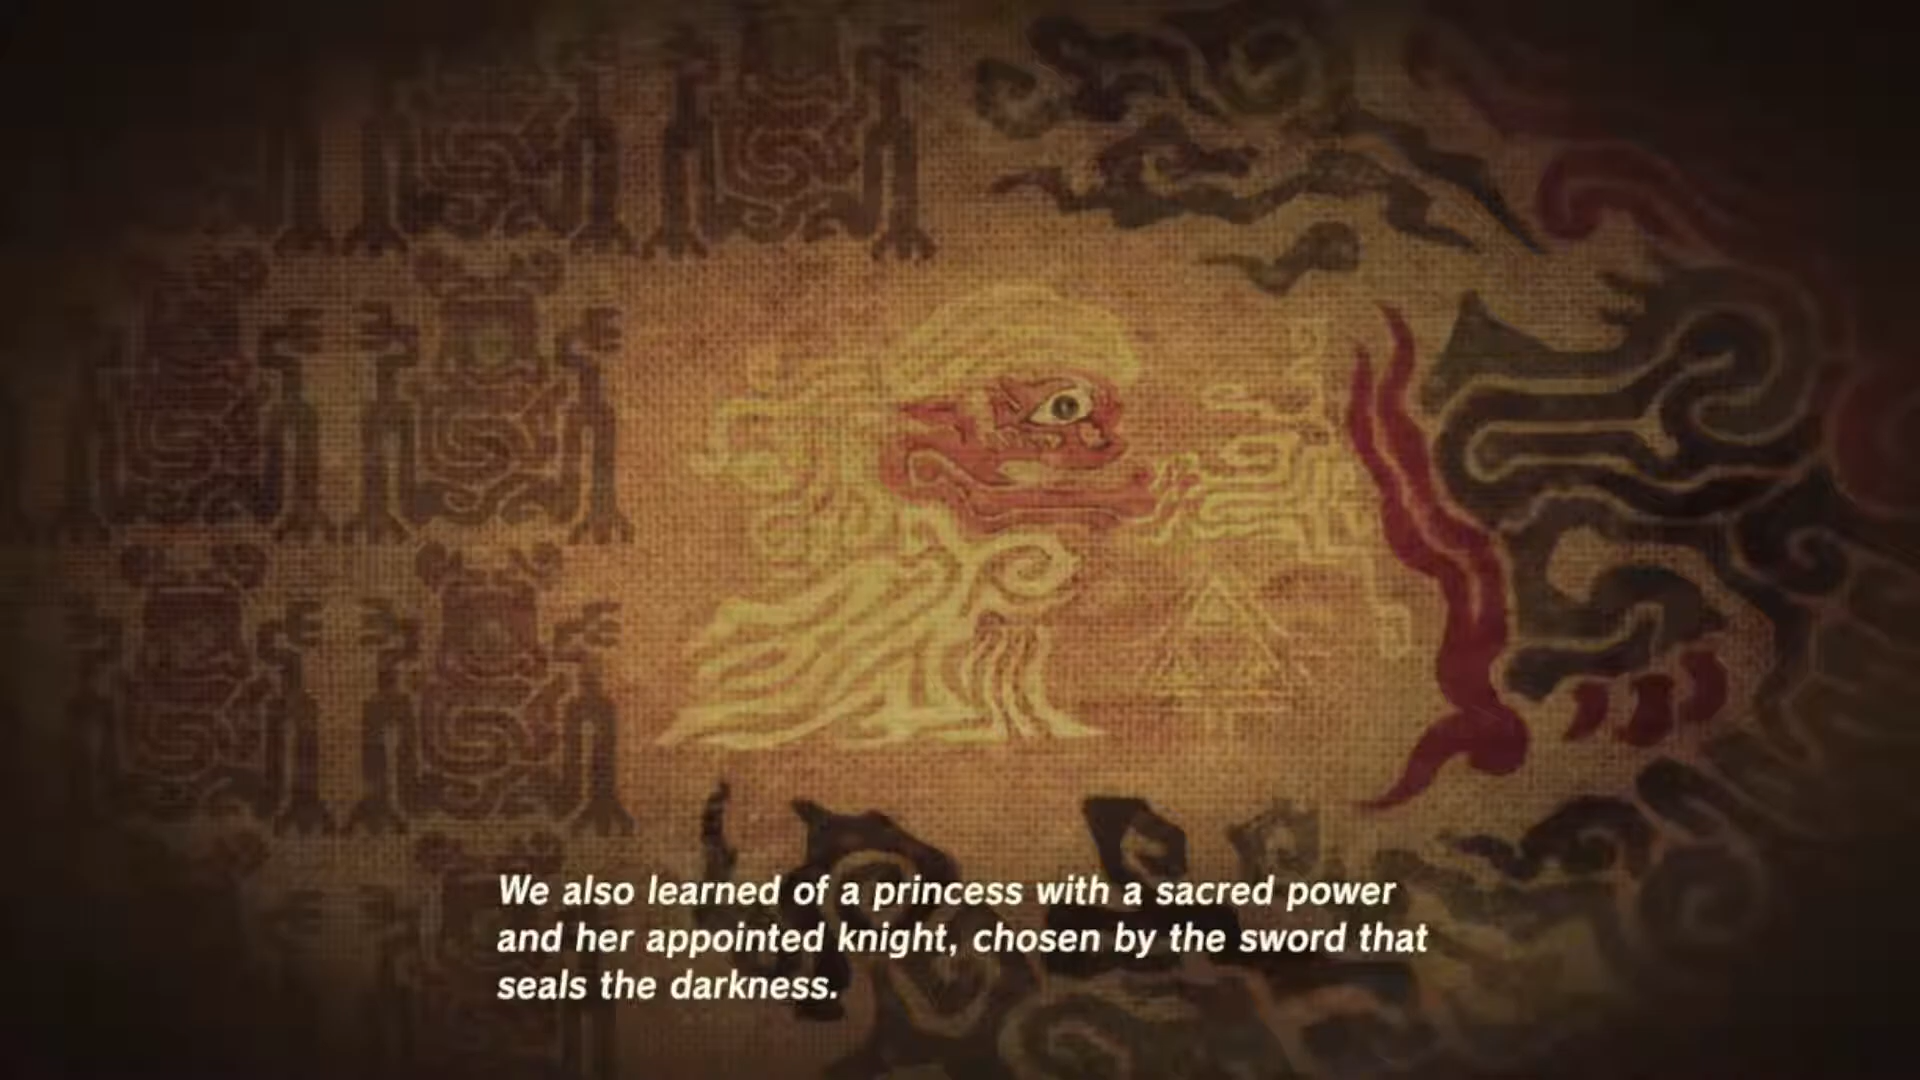 We also learned of a princess with a sacred power
and her appointed knight, chosen by the sword that
seals the darkness.